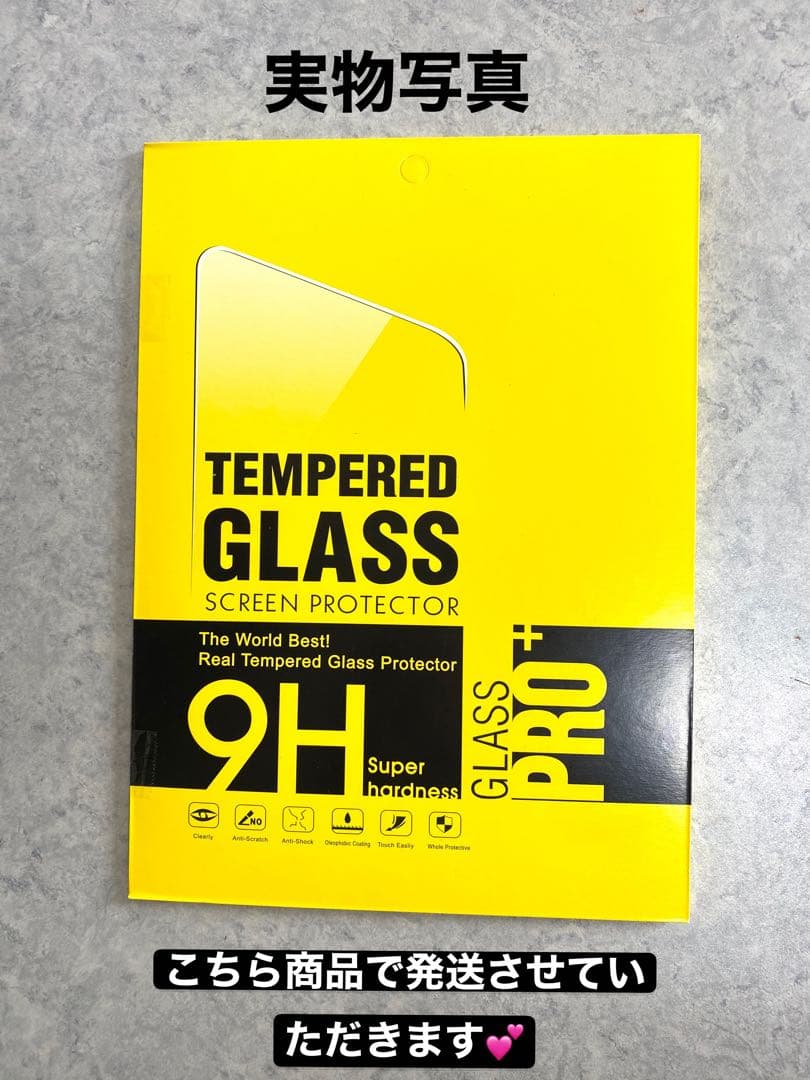 実物写真
TEMPERED
GLASS
SCREEN PROTECTOR
The World Best!
Real Tempered Glass Protector
9H
Super
hardness
GLASS
PRO+
NO
Clearly
Anti-Scratch
Anti-Shock
Oleophobic Coating
Touch Easliy
Whole Protective
こちら商品で発送させてい
ただきます💕